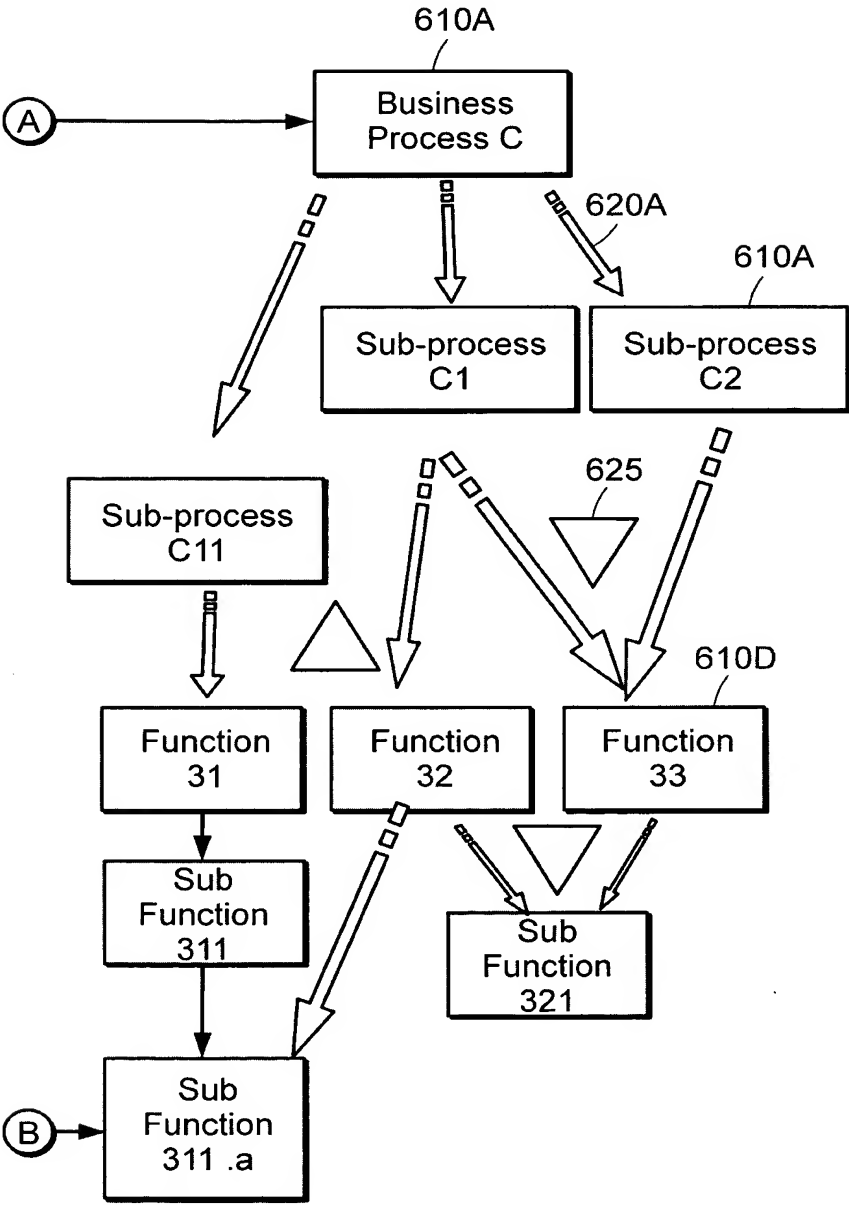 610A
A
Business
Process C
620A
610A
Sub-process
C1
Sub-process
C2
625
Sub-process
C11
610D
Function
31
Function
32
Function
33
Sub
Function
311
Sub
Function
321
Sub
Function
311 .a
B